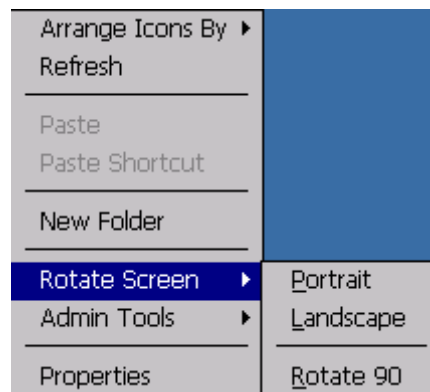 Arrange Icons By
Refresh
Paste
Paste Shortcut
New Folder
Rotate Screen
Admin Tools
Properties
Portrait
Landscape
Rotate 90